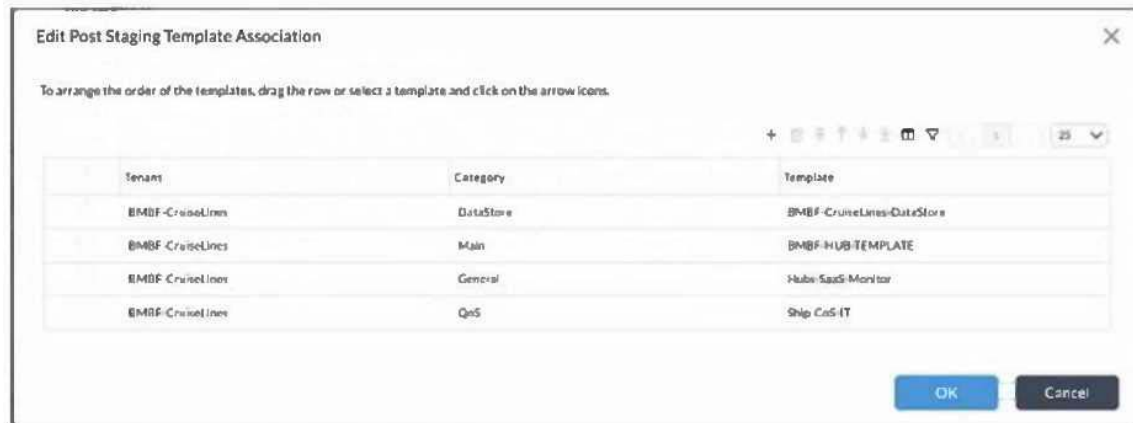 Edit Post Staging Template Association
To arrange the order of the templates, drag the row or select a template and click on the arrow icons.
25
Tenant Category Template
BMBF-CruiseLines DataStore BMBF-CruiseLines-DataStore
BMBF-CruiseLines Main BMBF-HUB-TEMPLATE
BMBF-CruiseLines General Hubs-SaaS-Monitor
BMBF-CruiseLines QoS Ship CoS-IT
OK Cancel